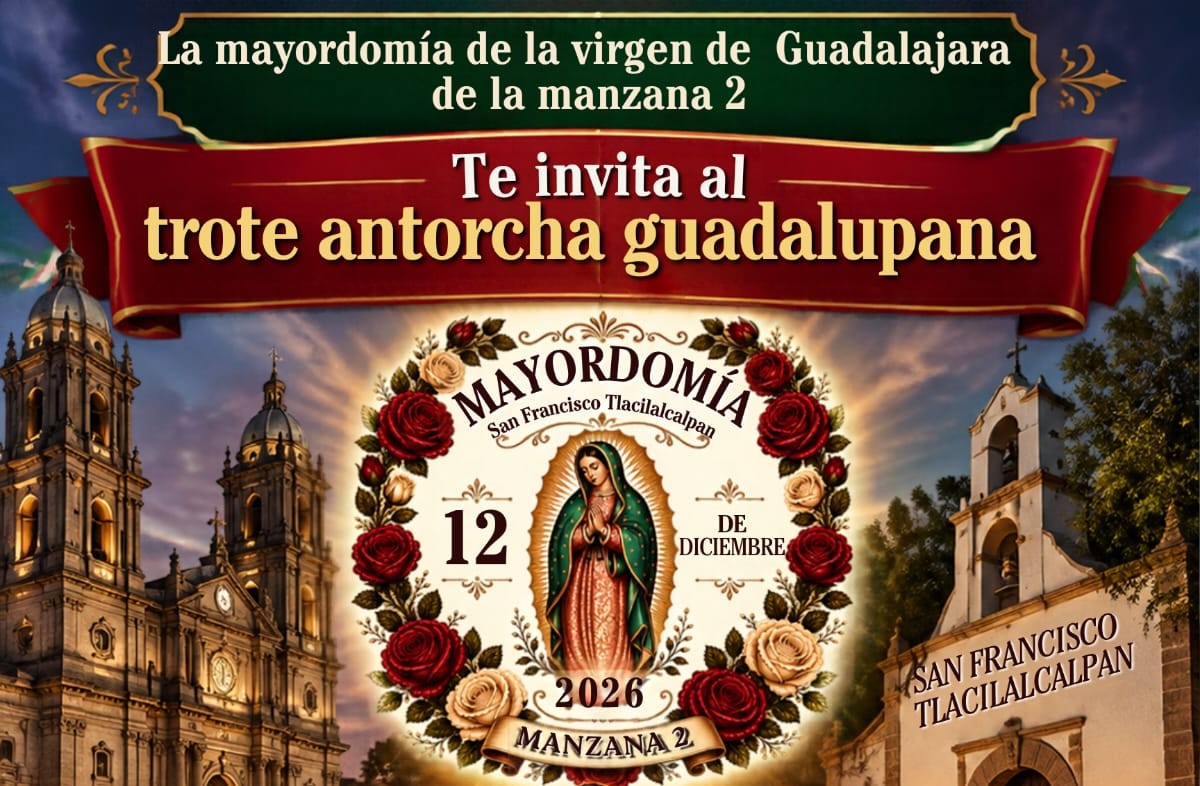 La mayordomía de la virgen de Guadalajara
de la manzana 2
Te invita al
trote antorcha guadalupana
MAYORDOMÍA
San Francisco Tlacilalcalpan
12
DE
DICIEMBRE
2026
MANZANA 2
SAN FRANCISCO
TLACILALCALPAN